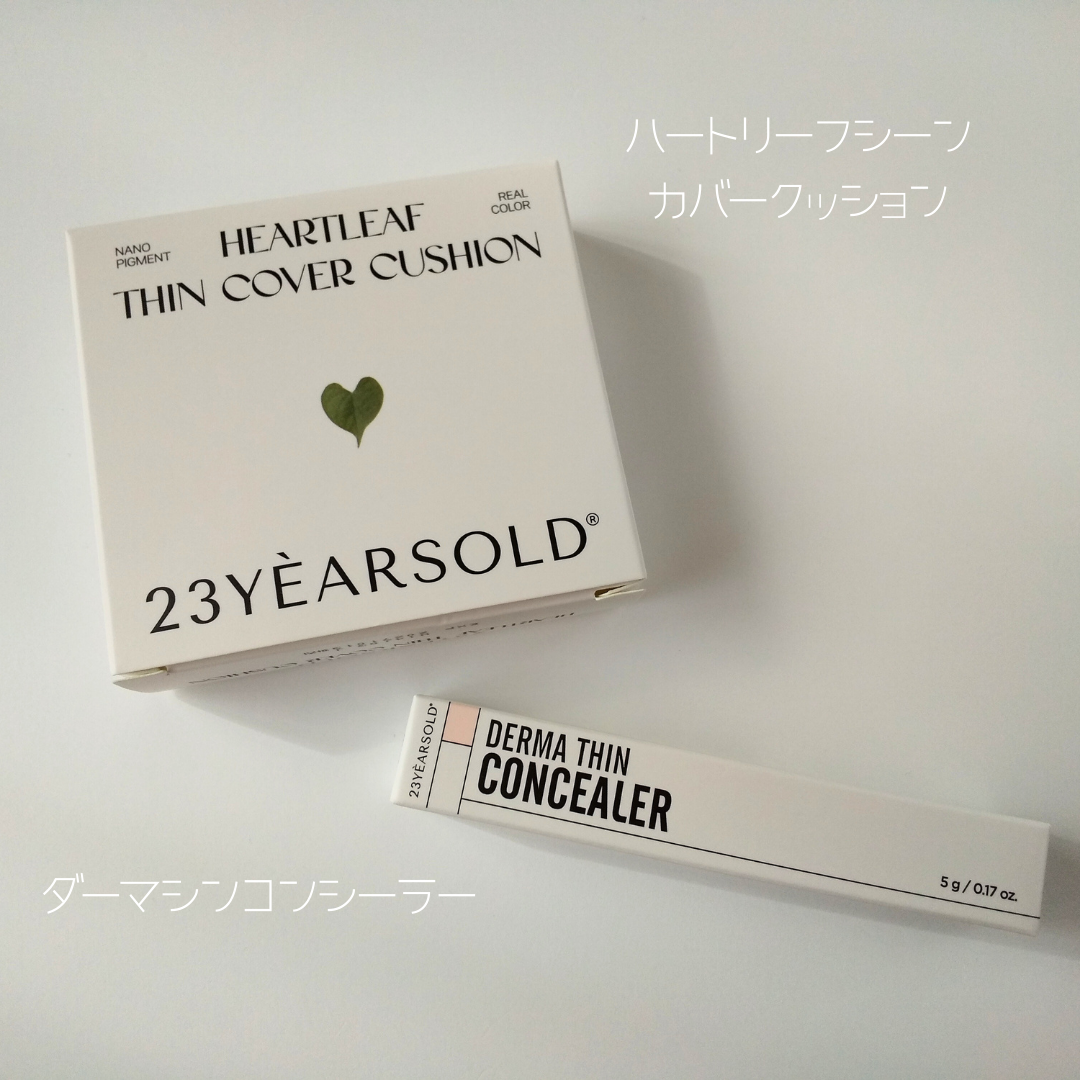 ハートリーフシーン
カバークッション
NANO
PIGMENT
REAL
COLOR
HEARTLEAF
THIN COVER CUSHION
23YÈARSOLD®
23YÈARSOLD®
DERMA THIN
CONCEALER
5 g / 0.17 oz.
ダーマシンコンシーラー